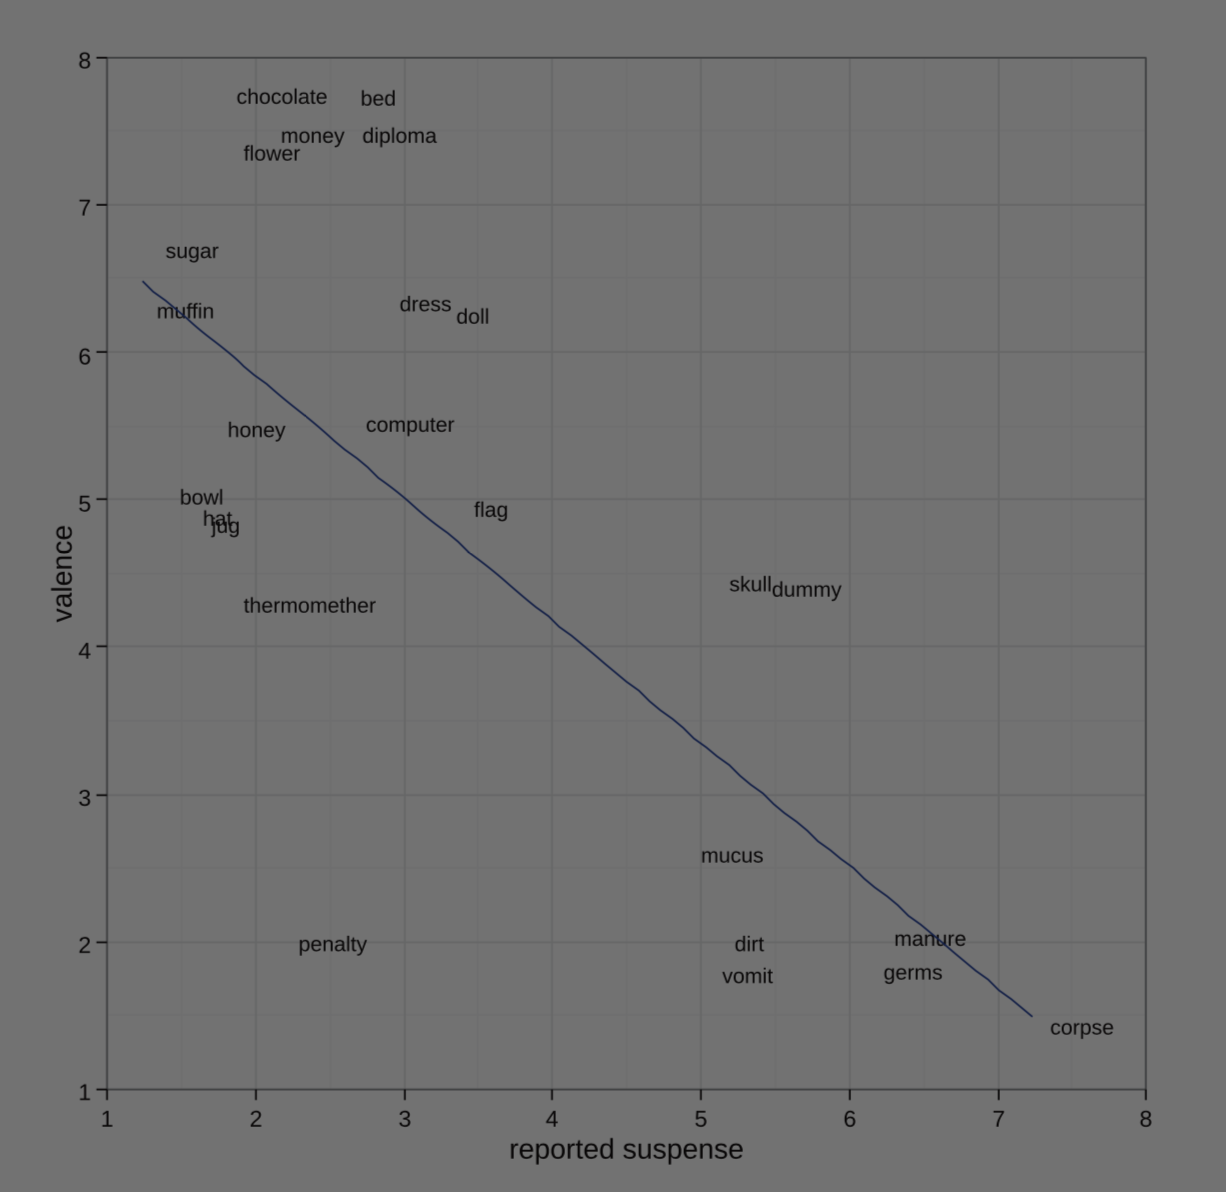 8
chocolate bed
money diploma
flower
7
sugar
muffin
dress
doll
6
honey
computer
bowl
5
flag
hat
jug
valence
skull
dummy
thermomether
4
3
mucus
penalty
dirt
manure
2
vomit
germs
corpse
1
1 2 3 4 5 6 7 8
reported suspense